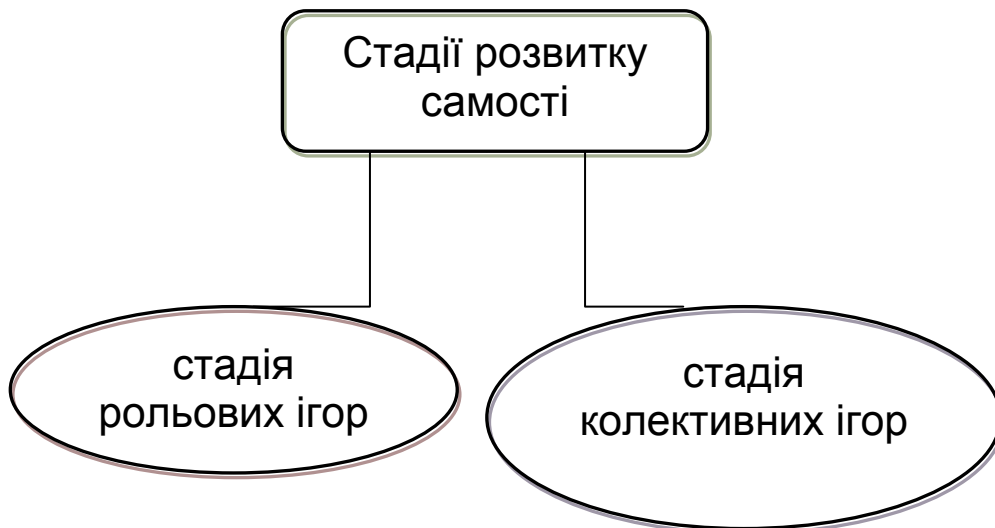 Стадії розвитку
самості
стадія
рольових ігор
стадія
колективних ігор